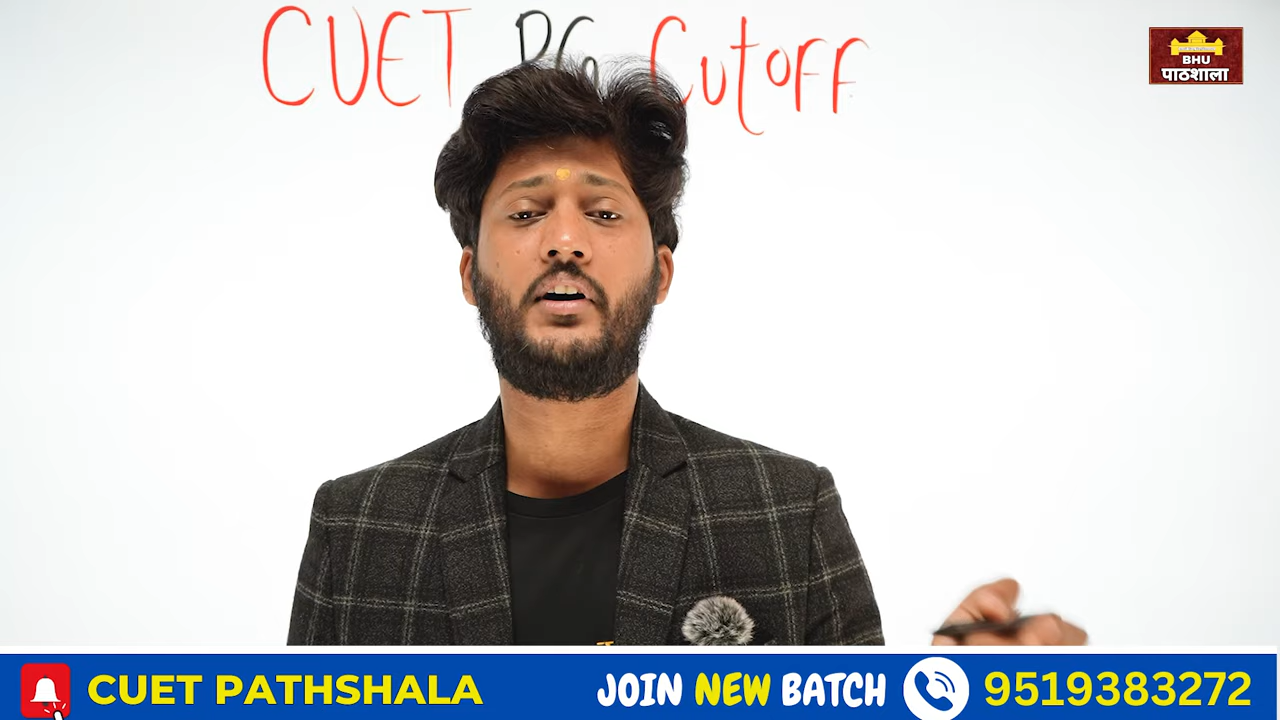 CUET PG Cutoff
BHU
पाठशाला
CUET PATHSHALA
JOIN NEW BATCH
9519383272